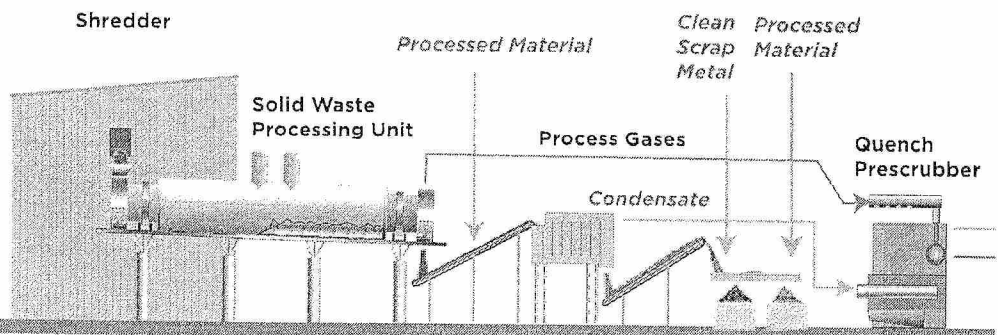 Shredder
Processed Material
Clean
Scrap
Metal
Processed
Material
Solid Waste
Processing Unit
Process Gases
Quench
Prescrubber
Condensate